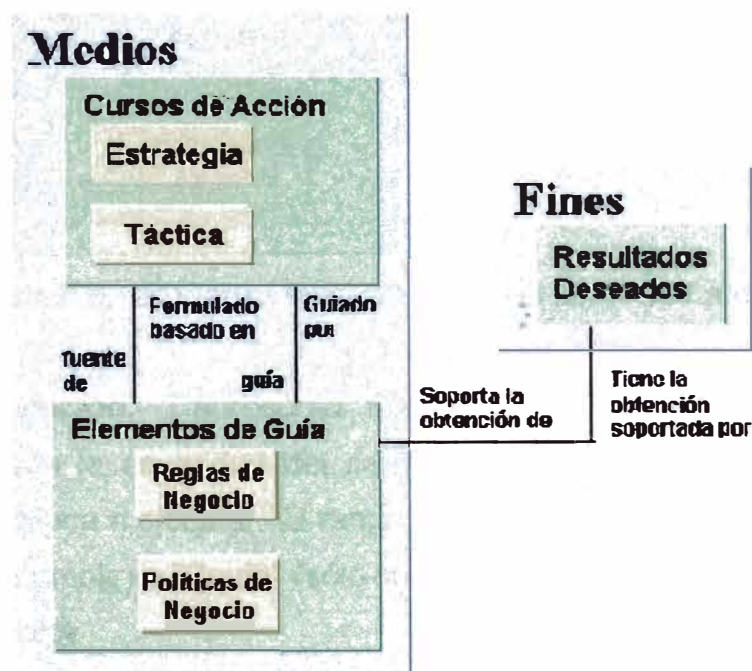 Medios
Cursos de Acción
Estrategia
Táctica
Formulado
basado en
Guiado
por
fuente
de
guía
Elementos de Guía
Reglas de
Negocio
Políticas de
Negocio
Fines
Resultados
Deseados
Soporta la
obtención de
Tiene la
obtención
soportada por